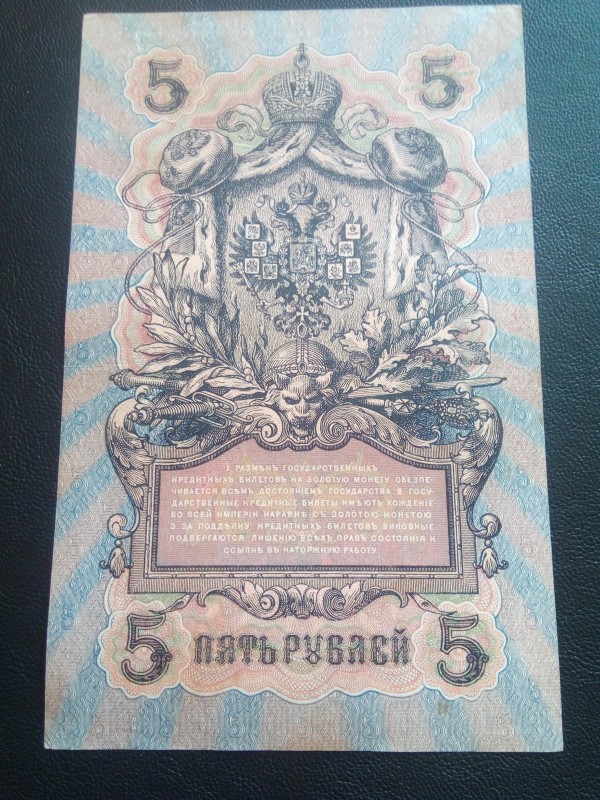 5 5
1. РАЗМѢНЪ ГОСУДАРСТВЕННЫХЪ
КРЕДИТНЫХЪ БИЛЕТОВЪ НА ЗОЛОТУЮ МОНЕТУ ОБЕЗПЕ-
ЧИВАЕТСЯ ВСѢМЪ ДОСТОЯНІЕМЪ ГОСУДАРСТВА 2. ГОСУ-
ДАРСТВЕННЫЕ КРЕДИТНЫЕ БИЛЕТЫ ИМѢЮТЪ ХОЖДЕНІЕ
ВО ВСЕЙ ИМПЕРІИ НАРАВНѢ СЪ ЗОЛОТОЮ МОНЕТОЮ
3. ЗА ПОДДѢЛКУ КРЕДИТНЫХЪ БИЛЕТОВЪ ВИНОВНЫЕ
ПОДВЕРГАЮТСЯ ЛИШЕНІЮ ВСѢХЪ ПРАВЪ СОСТОЯНІЯ И
ССЫЛКѢ ВЪ КАТОРЖНУЮ РАБОТУ
5 ПЯТЬ РУБЛЕЙ 5